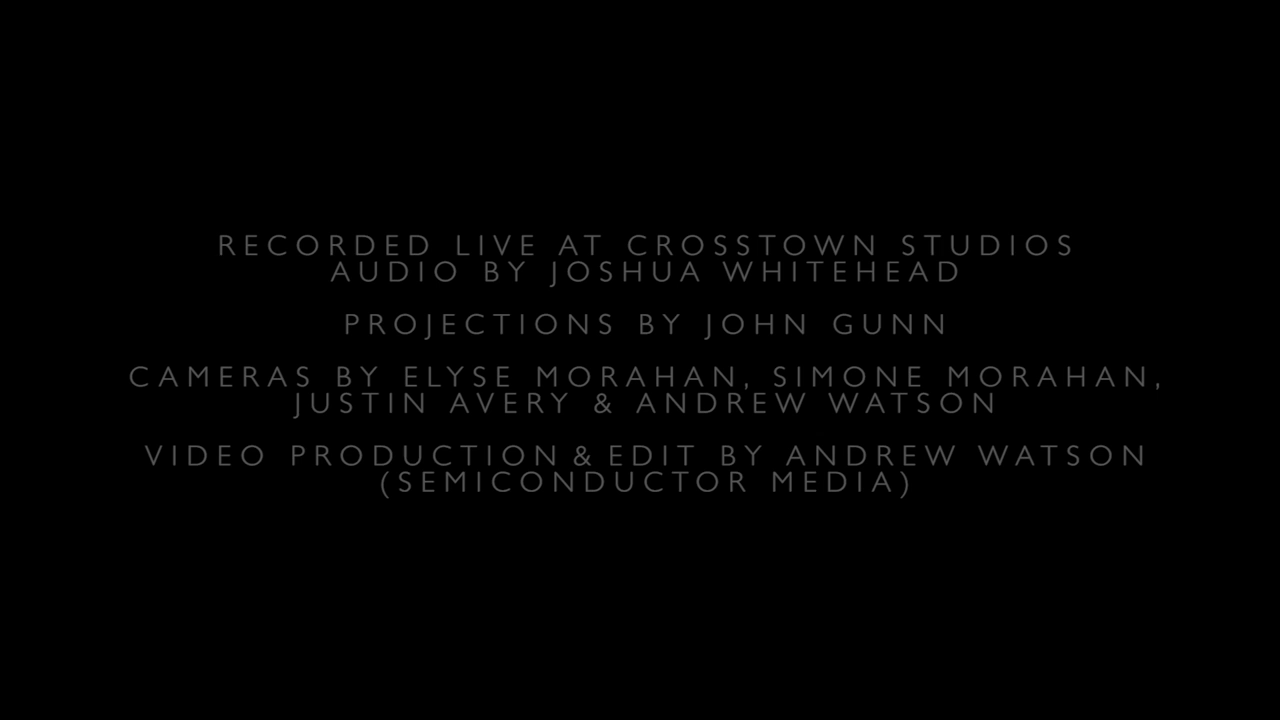 RECORDED LIVE AT CROSSTOWN STUDIOS
AUDIO BY JOSHUA WHITEHEAD
PROJECTIONS BY JOHN GUNN
CAMERAS BY ELYSE MORAHAN, SIMONE MORAHAN,
JUSTIN AVERY & ANDREW WATSON
VIDEO PRODUCTION & EDIT BY ANDREW WATSON
(SEMICONDUCTOR MEDIA)